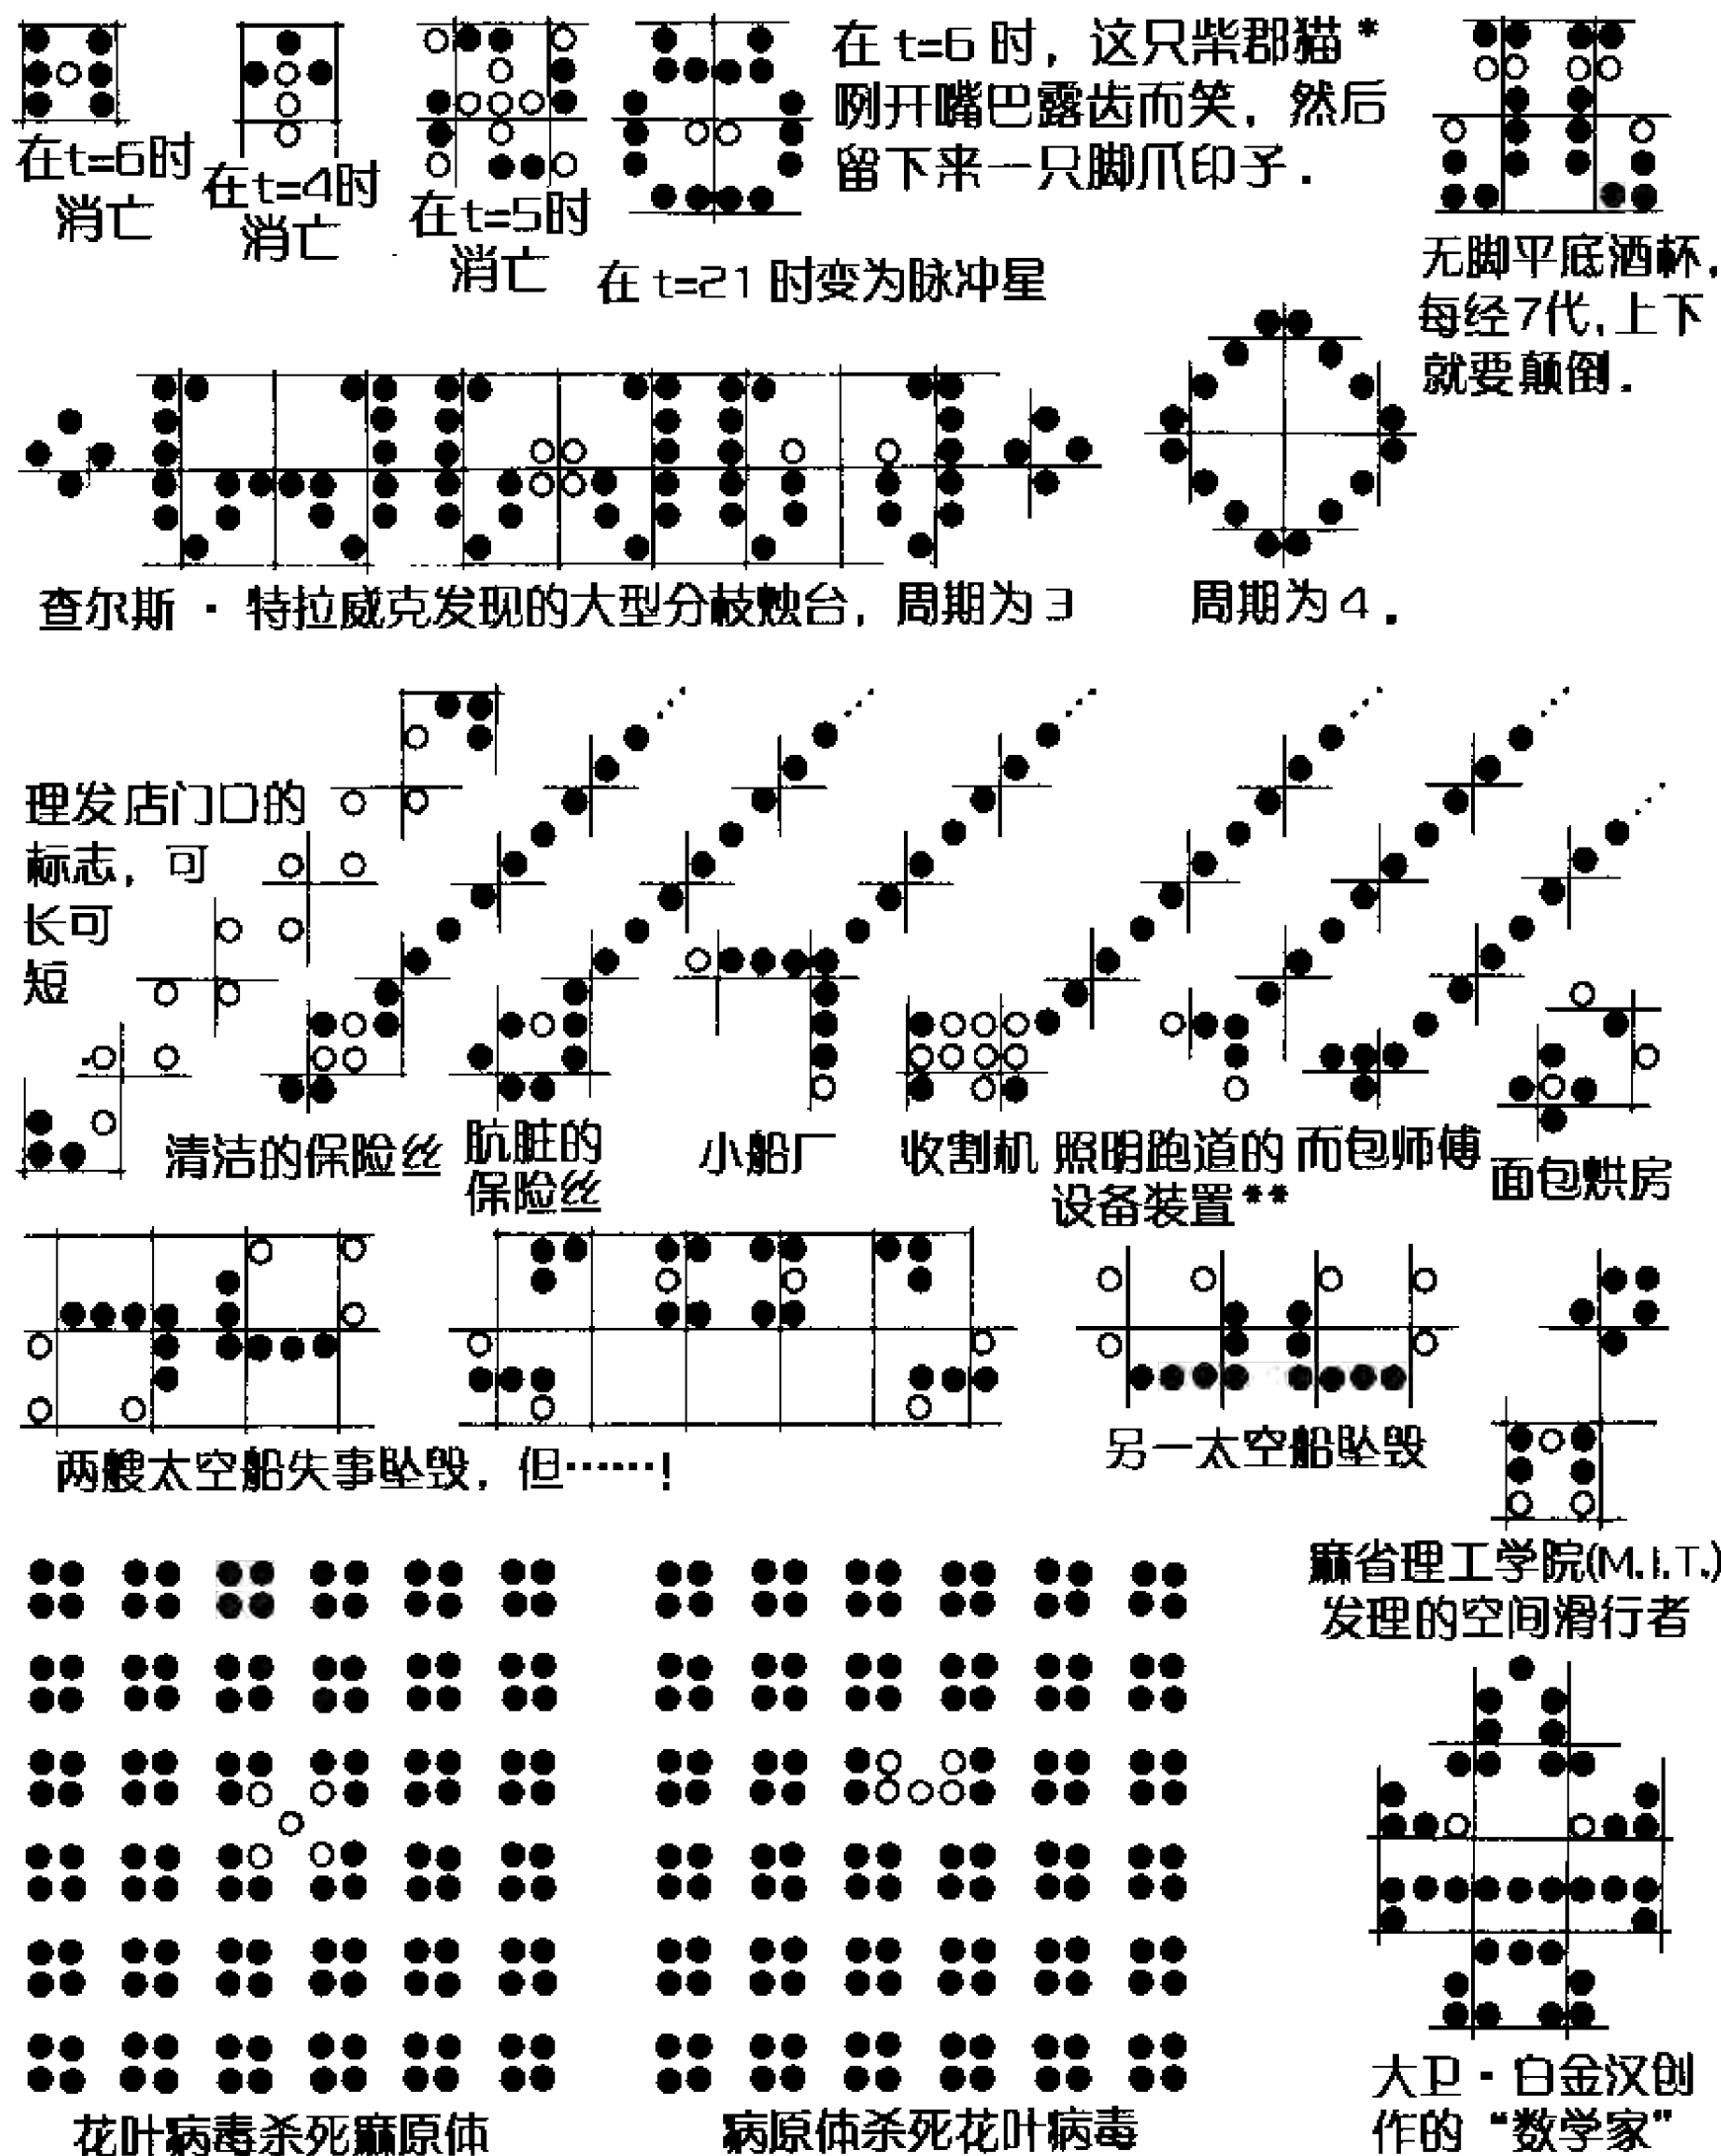 在t=6时
消亡
在t=4时
消亡
在t=5时
消亡
在 t=6 时，这只柴郡猫*
咧开嘴巴露齿而笑，然后
留下来一只脚爪印子.
在 t=21 时变为脉冲星
无脚平底酒杯,
每经7代,上下
就要颠倒.
查尔斯·特拉威克发现的大型分枝烛台，周期为3
周期为4.
理发店门口的
标志，可
长可
短
清洁的保险丝
肮脏的
保险丝
小船厂
收割机
照明跑道的
设备装置**
而包师傅
面包烘房
两艘太空船失事坠毁，但……!
另一太空船坠毁
麻省理工学院(M.I.T.)
发理的空间滑行者
花叶病毒杀死麻原体
病原体杀死花叶病毒
大卫·白金汉创
作的“数学家”